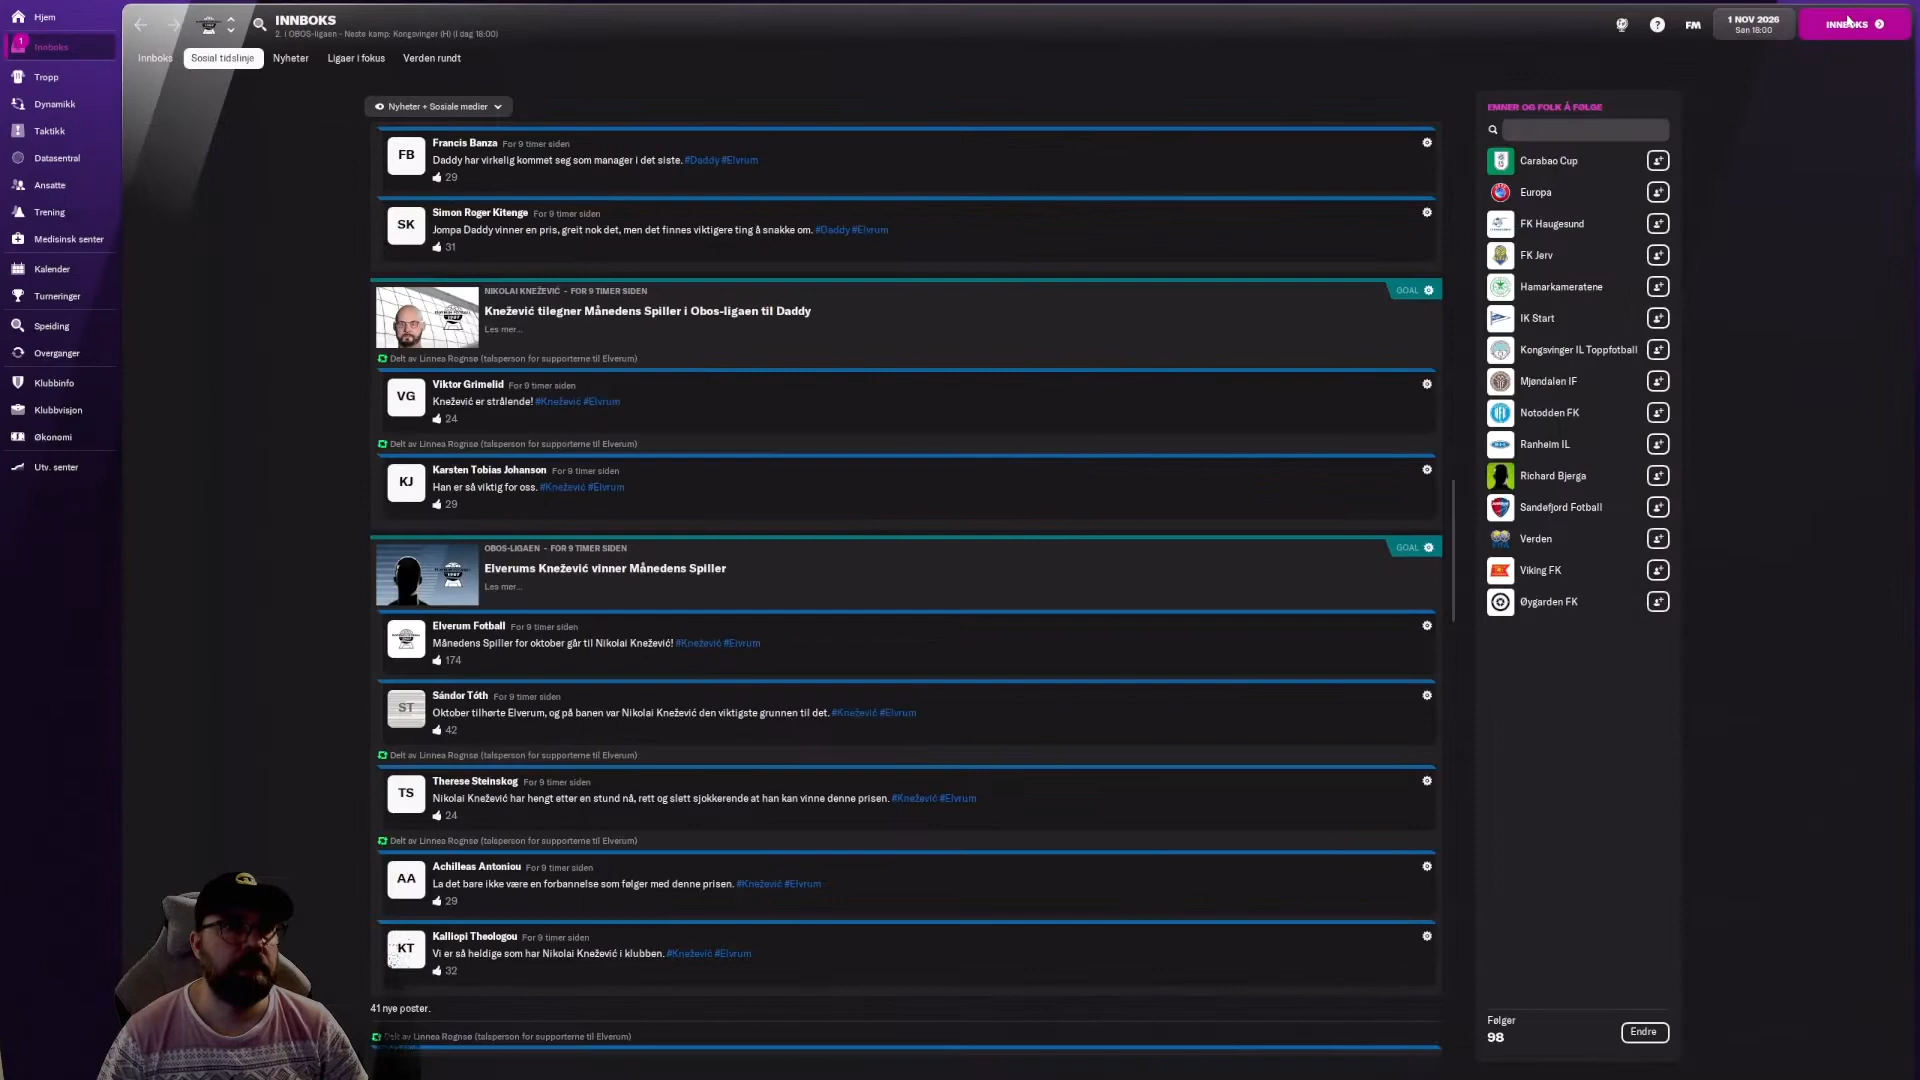 Hjem
1
Innboks
Tropp
Dynamikk
Taktikk
Datasentral
Ansatte
Trening
Medisinsk senter
Kalender
Turneringer
Speiding
Overganger
Klubbinfo
Klubbvisjon
Økonomi
Utv. senter
INNBOKS
2. i OBOS-ligaen - Neste kamp: Kongsvinger (H) (I dag 18:00)
FM
1 NOV 2026
Søn 18:00
INNBOKS
Innboks Sosial tidslinje Nyheter Ligaer i fokus Verden rundt
Nyheter + Sosiale medier
FB
Francis Banza For 9 timer siden
Daddy har virkelig kommet seg som manager i det siste. #Daddy #Elvrum
29
SK
Simon Roger Kitenge For 9 timer siden
Jompa Daddy vinner en pris, greit nok det, men det finnes viktigere ting å snakke om. #Daddy #Elvrum
31
NIKOLAI KNEŽEVIĆ - FOR 9 TIMER SIDEN
GOAL
Knežević tilegner Månedens Spiller i Obos-ligaen til Daddy
Les mer...
Delt av Linnea Rognsø (talsperson for supporterne til Elverum)
VG
Viktor Grimelid For 9 timer siden
Knežević er strålende! #Knežević #Elvrum
24
Delt av Linnea Rognsø (talsperson for supporterne til Elverum)
KJ
Karsten Tobias Johanson For 9 timer siden
Han er så viktig for oss. #Knežević #Elvrum
29
OBOS-LIGAEN - FOR 9 TIMER SIDEN
GOAL
Elverums Knežević vinner Månedens Spiller
Les mer...
Elverum Fotball For 9 timer siden
Månedens Spiller for oktober går til Nikolai Knežević! #Knežević #Elvrum
174
ST
Sándor Tóth For 9 timer siden
Oktober tilhørte Elverum, og på banen var Nikolai Knežević den viktigste grunnen til det. #Knežević #Elvrum
42
Delt av Linnea Rognsø (talsperson for supporterne til Elverum)
TS
Therese Steinskog For 9 timer siden
Nikolai Knežević har hengt etter en stund nå, rett og slett sjokkerende at han kan vinne denne prisen. #Knežević #Elvrum
24
Delt av Linnea Rognsø (talsperson for supporterne til Elverum)
AA
Achilleas Antoniou For 9 timer siden
La det bare ikke være en forbannelse som følger med denne prisen. #Knežević #Elvrum
29
KT
Kalliopi Theologou For 9 timer siden
Vi er så heldige som har Nikolai Knežević i klubben. #Knežević #Elvrum
32
41 nye poster.
Delt av Linnea Rognsø (talsperson for supporterne til Elverum)
EMNER OG FOLK Å FØLGE
Carabao Cup
Europa
FK Haugesund
FK Jerv
Hamarkameratene
IK Start
Kongsvinger IL Toppfotball
Mjøndalen IF
Notodden FK
Ranheim IL
Richard Bjerga
Sandefjord Fotball
Verden
Viking FK
Øygarden FK
Følger
98
Endre